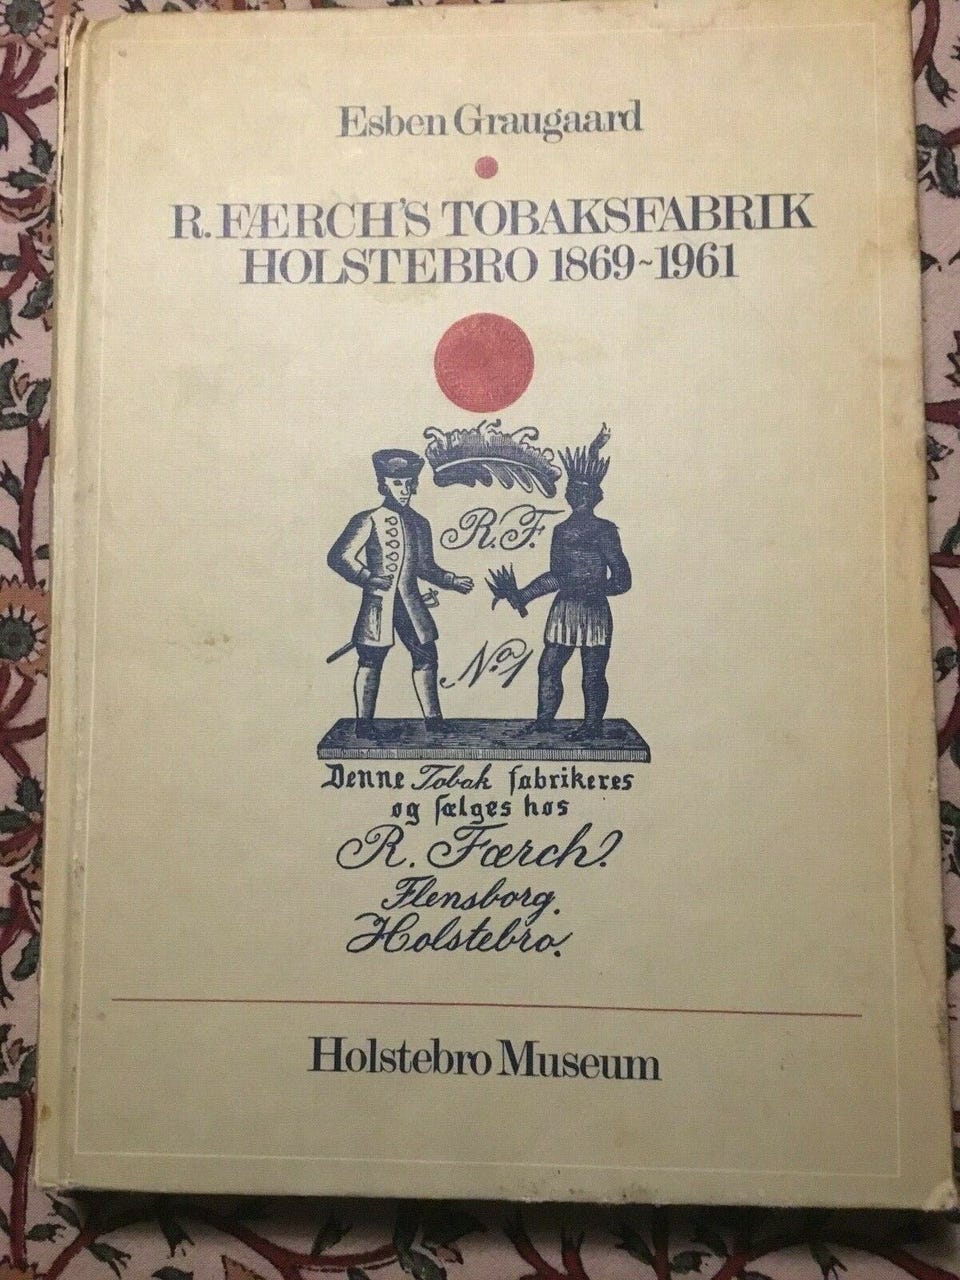 Esben Graugaard
R. FÆRCH'S TOBAKSFABRIK
HOLSTEBRO 1869~1961
R.F.
No 1
Denne Tobak fabrikeres
og sælges hos
R. Færch.
Flensborg.
Holstebro.
Holstebro Museum